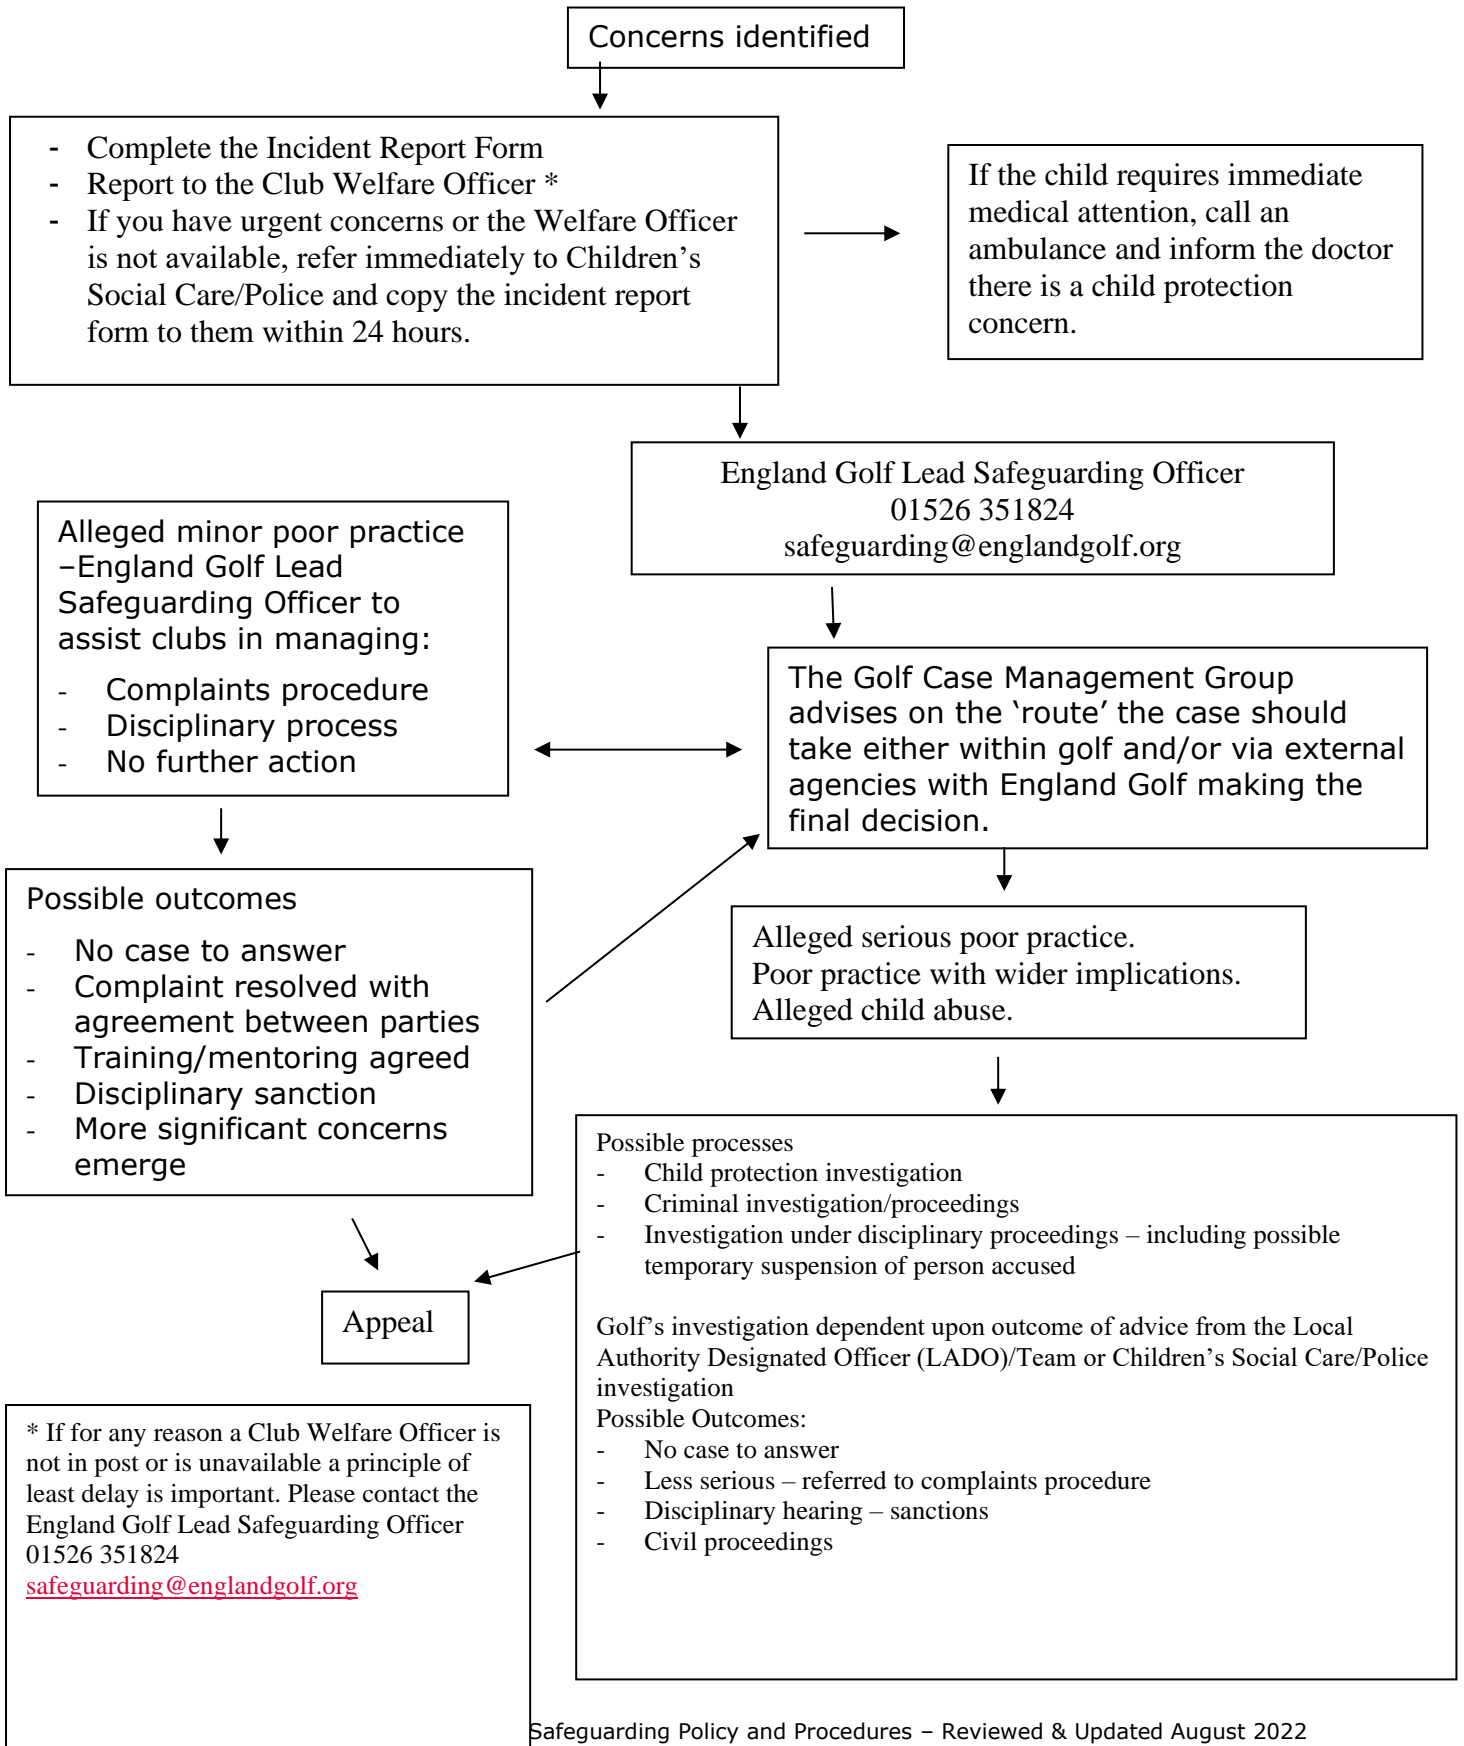 Concerns identified
- Complete the Incident Report Form
- Report to the Club Welfare Officer *
- If you have urgent concerns or the Welfare Officer
is not available, refer immediately to Children’s
Social Care/Police and copy the incident report
form to them within 24 hours.
If the child requires immediate
medical attention, call an
ambulance and inform the doctor
there is a child protection
concern.
England Golf Lead Safeguarding Officer
01526 351824
safeguarding@englandgolf.org
Alleged minor poor practice
–England Golf Lead
Safeguarding Officer to
assist clubs in managing:
- Complaints procedure
- Disciplinary process
- No further action
The Golf Case Management Group
advises on the ‘route’ the case should
take either within golf and/or via external
agencies with England Golf making the
final decision.
Possible outcomes
- No case to answer
- Complaint resolved with
agreement between parties
- Training/mentoring agreed
- Disciplinary sanction
- More significant concerns
emerge
Alleged serious poor practice.
Poor practice with wider implications.
Alleged child abuse.
Possible processes
- Child protection investigation
- Criminal investigation/proceedings
- Investigation under disciplinary proceedings – including possible
temporary suspension of person accused
Golf’s investigation dependent upon outcome of advice from the Local
Authority Designated Officer (LADO)/Team or Children’s Social Care/Police
investigation
Possible Outcomes:
- No case to answer
- Less serious – referred to complaints procedure
- Disciplinary hearing – sanctions
- Civil proceedings
Appeal
* If for any reason a Club Welfare Officer is
not in post or is unavailable a principle of
least delay is important. Please contact the
England Golf Lead Safeguarding Officer
01526 351824
safeguarding@englandgolf.org
Safeguarding Policy and Procedures – Reviewed & Updated August 2022